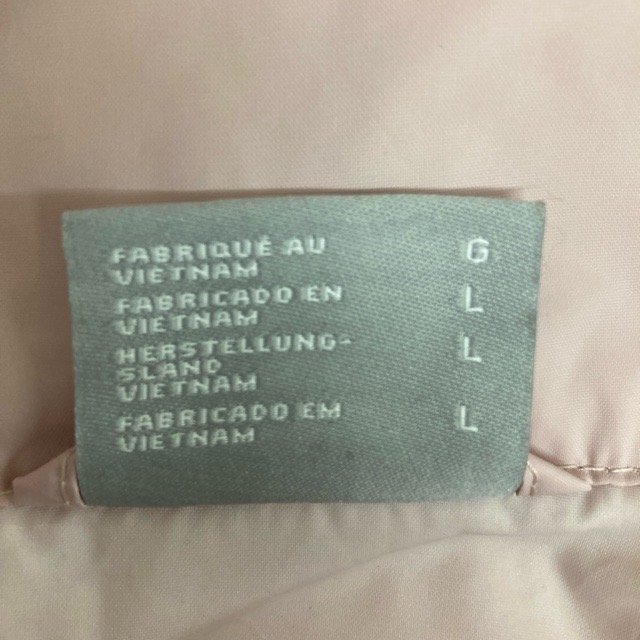 FABRIQUÉ AU G
VIETNAM
FABRICADO EN L
VIETNAM
HERSTELLUNG- L
SLAND
VIETNAM
FABRICADO EM L
VIETNAM